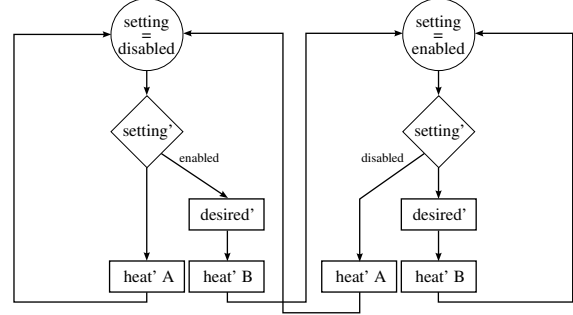 setting
=
disabled
setting
=
enabled
setting'
setting'
enabled
disabled
desired'
desired'
heat' A
heat' B
heat' A
heat' B